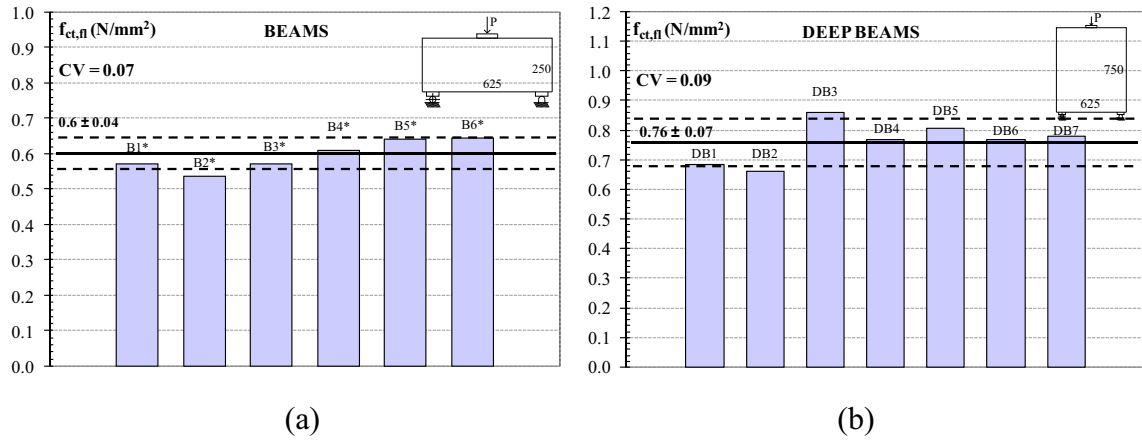 f_ct,fl (N/mm²) BEAMS
CV = 0.07
0.6 ± 0.04
P
250
625
B1* B2* B3* B4* B5* B6*
1.0
0.9
0.8
0.7
0.6
0.5
0.4
0.3
0.2
0.1
0.0
(a)
f_ct,fl (N/mm²) DEEP BEAMS
CV = 0.09
0.76 ± 0.07
P
750
625
DB1 DB2 DB3 DB4 DB5 DB6 DB7
1.2
1.1
1.0
0.9
0.8
0.7
0.6
0.5
0.4
0.3
0.2
0.1
0.0
(b)